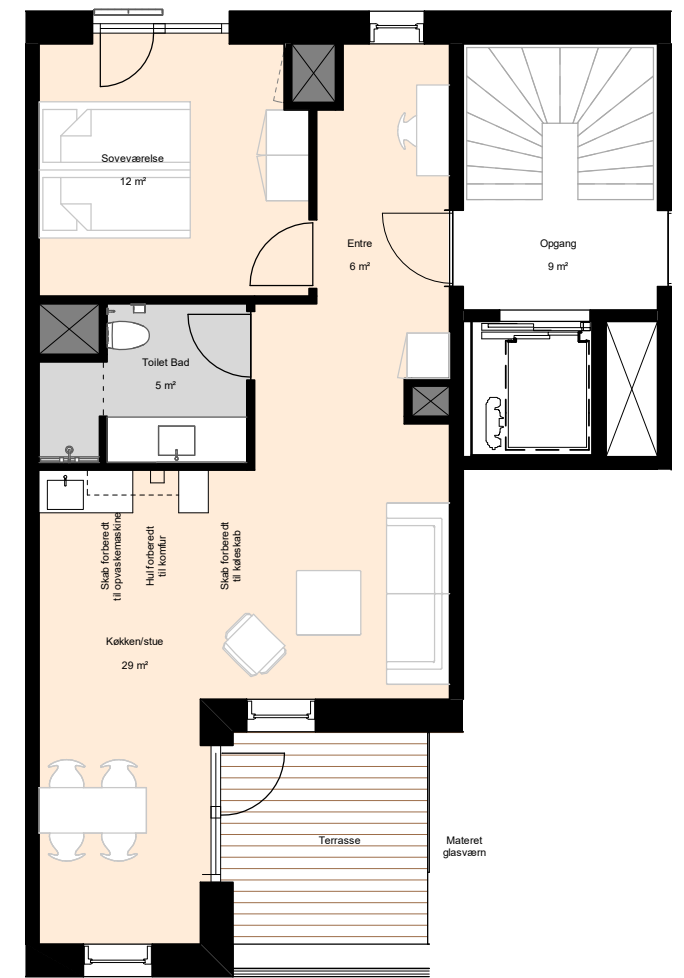 Soveværelse
12 m²
Entre
6 m²
Opgang
9 m²
Toilet Bad
5 m²
Skab forberedt
til opvaskemaskine
Hul forberedt
til komfur
Skab forberedt
til køleskab
Køkken/stue
29 m²
Terrasse
Materet
glasværn